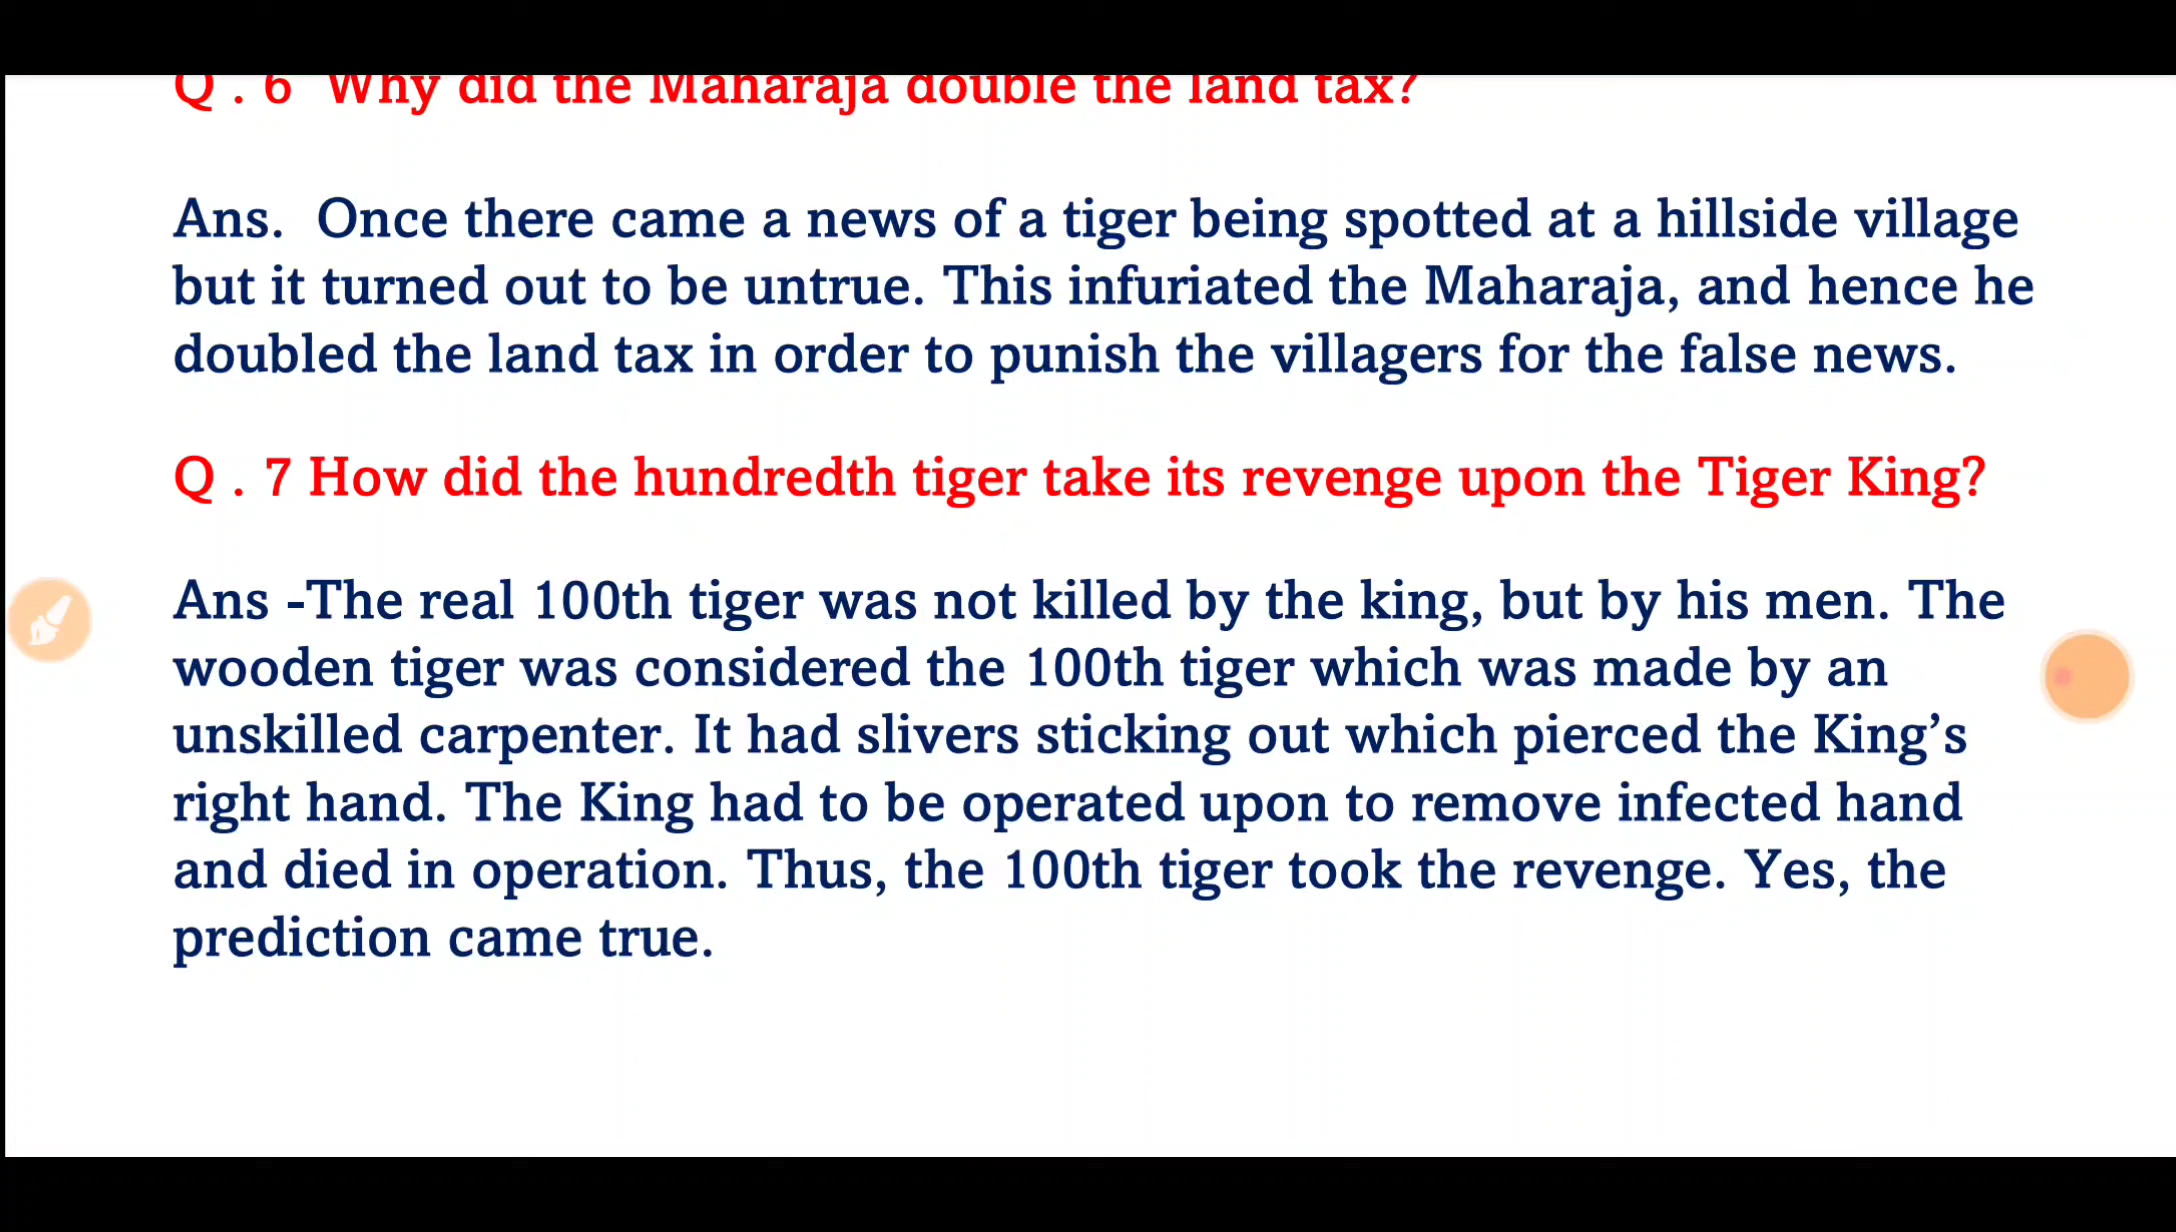 Q . 6 Why did the Maharaja double the land tax?
Ans. Once there came a news of a tiger being spotted at a hillside village
but it turned out to be untrue. This infuriated the Maharaja, and hence he
doubled the land tax in order to punish the villagers for the false news.
Q . 7 How did the hundredth tiger take its revenge upon the Tiger King?
Ans -The real 100th tiger was not killed by the king, but by his men. The
wooden tiger was considered the 100th tiger which was made by an
unskilled carpenter. It had slivers sticking out which pierced the King’s
right hand. The King had to be operated upon to remove infected hand
and died in operation. Thus, the 100th tiger took the revenge. Yes, the
prediction came true.